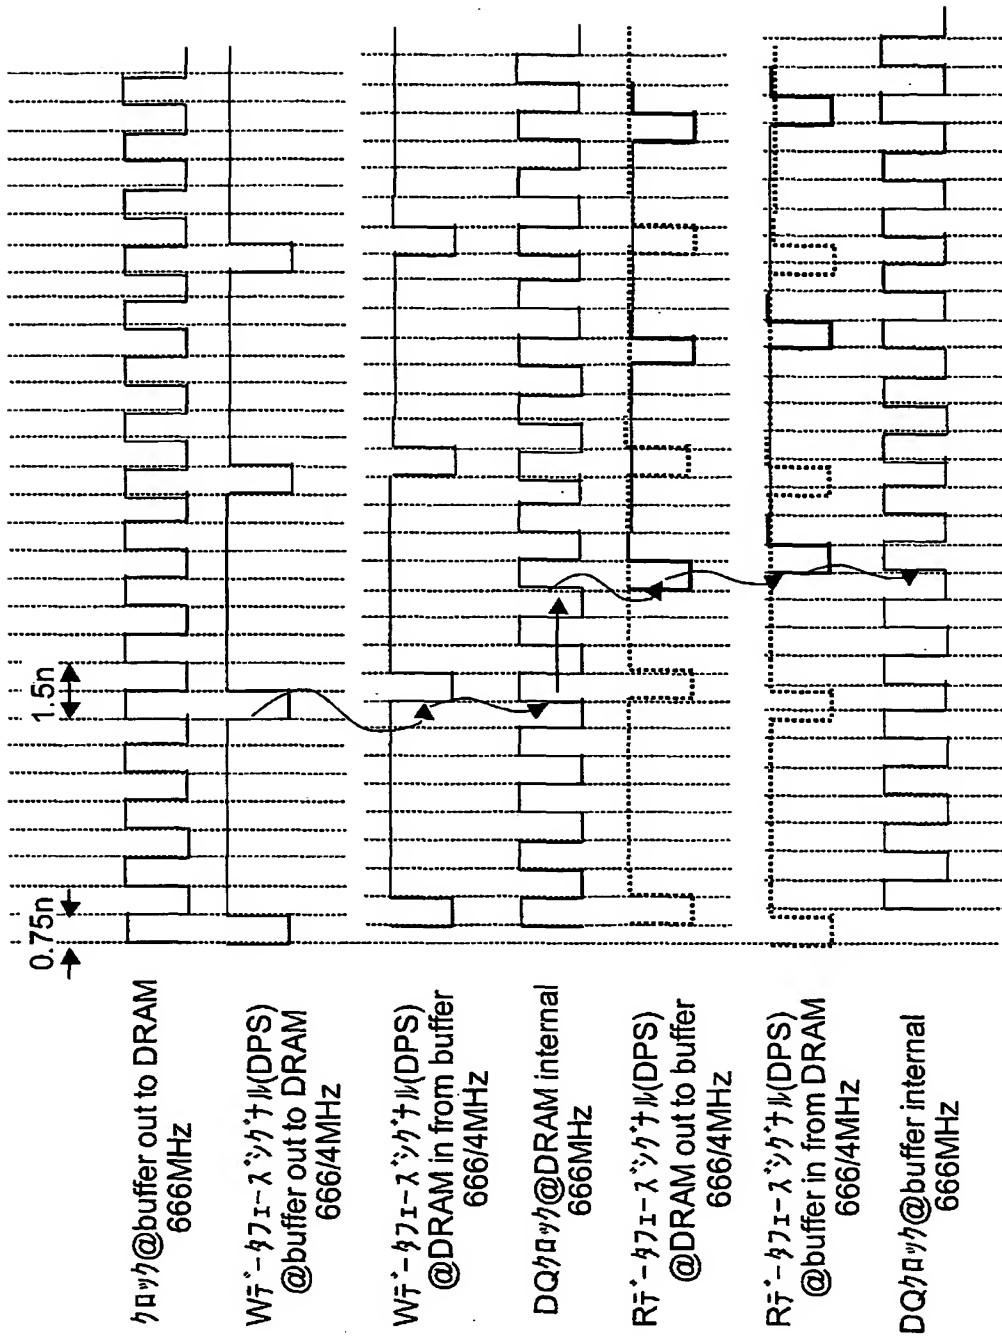 0.75n
1.5n
ｸﾛｯｸ@buffer out to DRAM
666MHz
Wﾃﾞｰﾀﾌｪｰｽﾞｼｸﾞﾅﾙ(DPS)
@buffer out to DRAM
666/4MHz
Wﾃﾞｰﾀﾌｪｰｽﾞｼｸﾞﾅﾙ(DPS)
@DRAM in from buffer
666/4MHz
DQｸﾛｯｸ@DRAM internal
666MHz
Rﾃﾞｰﾀﾌｪｰｽﾞｼｸﾞﾅﾙ(DPS)
@DRAM out to buffer
666/4MHz
Rﾃﾞｰﾀﾌｪｰｽﾞｼｸﾞﾅﾙ(DPS)
@buffer in from DRAM
666/4MHz
DQｸﾛｯｸ@buffer internal
666MHz